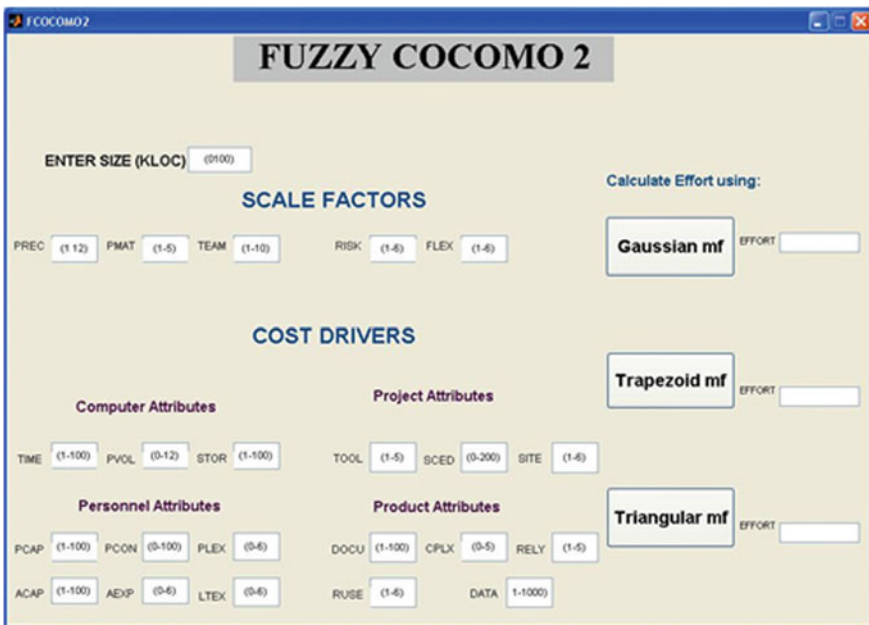 FCOCOMO2
FUZZY COCOMO 2
ENTER SIZE (KLOC) (0100)
Calculate Effort using:
SCALE FACTORS
PREC (1 12) PMAT (1-5) TEAM (1-10) RISK (1-6) FLEX (1-6)
Gaussian mf EFFORT
COST DRIVERS
Trapezoid mf EFFORT
Computer Attributes Project Attributes
TIME (1-100) PVOL (0-12) STOR (1-100) TOOL (1-5) SCED (0-200) SITE (1-6)
Personnel Attributes Product Attributes
Triangular mf EFFORT
PCAP (1-100) PCON (0-100) PLEX (0-6) DOCU (1-100) CPLX (0-5) RELY (1-5)
ACAP (1-100) AEXP (0-6) LTEX (0-6) RUSE (1-6) DATA 1-1000)